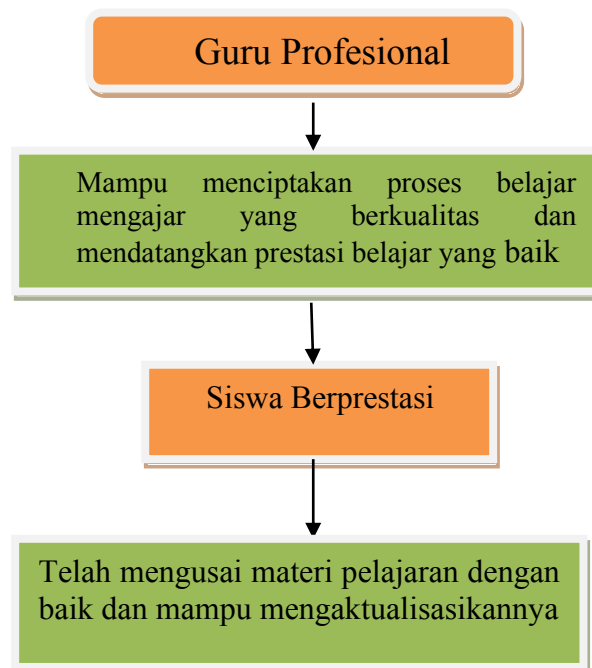 Guru Profesional
Mampu menciptakan proses belajar
mengajar yang berkualitas dan
mendatangkan prestasi belajar yang baik
Siswa Berprestasi
Telah mengusai materi pelajaran dengan
baik dan mampu mengaktualisasikannya